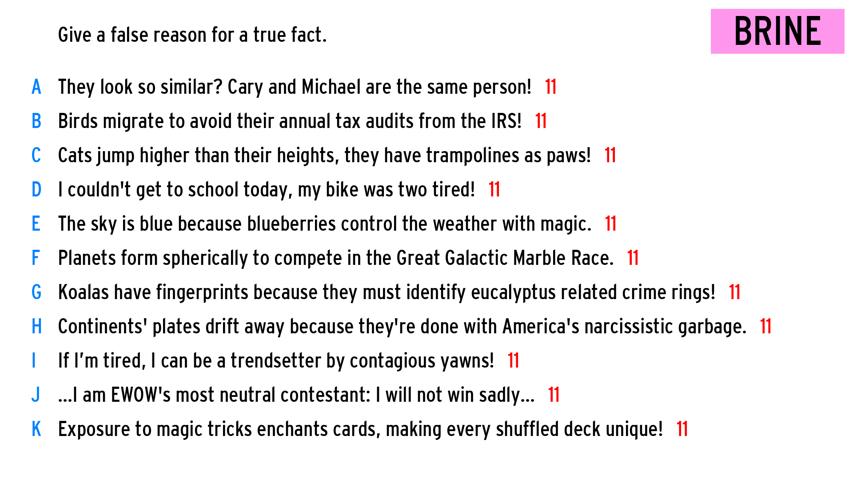 Give a false reason for a true fact.
BRINE
A They look so similar? Cary and Michael are the same person! 11
B Birds migrate to avoid their annual tax audits from the IRS! 11
C Cats jump higher than their heights, they have trampolines as paws! 11
D I couldn't get to school today, my bike was two tired! 11
E The sky is blue because blueberries control the weather with magic. 11
F Planets form spherically to compete in the Great Galactic Marble Race. 11
G Koalas have fingerprints because they must identify eucalyptus related crime rings! 11
H Continents' plates drift away because they're done with America's narcissistic garbage. 11
I If I'm tired, I can be a trendsetter by contagious yawns! 11
J ...I am EWOW's most neutral contestant: I will not win sadly... 11
K Exposure to magic tricks enchants cards, making every shuffled deck unique! 11